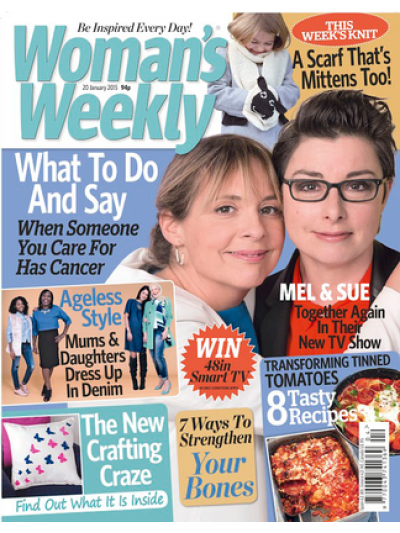 Be Inspired Every Day!
Woman's
Weekly
20 January 2015 94p
THIS
WEEK'S KNIT
A Scarf That's
Mittens Too!
What To Do
And Say
When Someone
You Care For
Has Cancer
MEL & SUE
Together Again
In Their
New TV Show
Ageless
Style
Mums &
Daughters
Dress Up
In Denim
WIN
48in
Smart TV
TRANSFORMING TINNED
TOMATOES
8 Tasty
Recipes
The New
Crafting
Craze
Find Out What It Is Inside
7 Ways To
Strengthen
Your
Bones